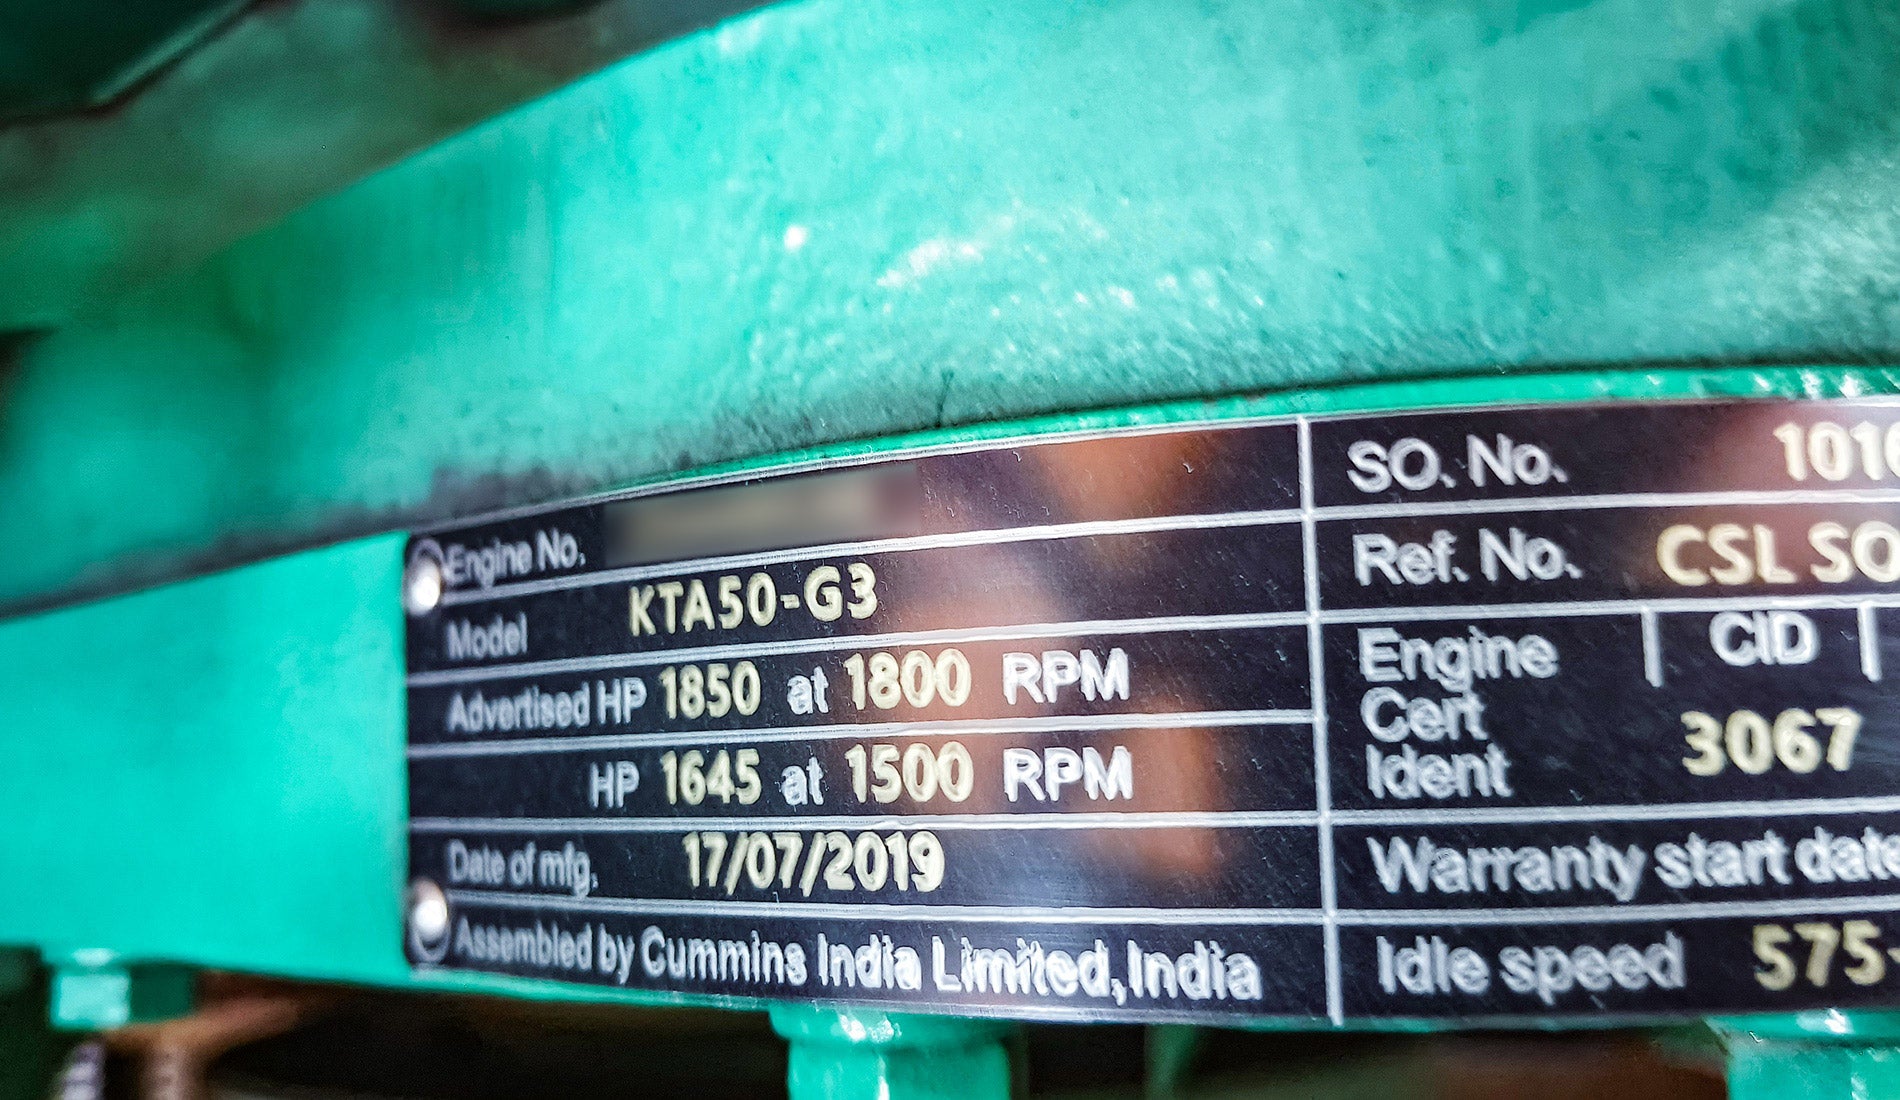 Engine No.
Model KTA50-G3
Advertised HP 1850 at 1800 RPM
HP 1645 at 1500 RPM
Date of mfg. 17/07/2019
Assembled by Cummins India Limited,India
SO. No. 101
Ref. No. CSL SO
Engine Cert Ident
CID
3067
Warranty start date
Idle speed 575-